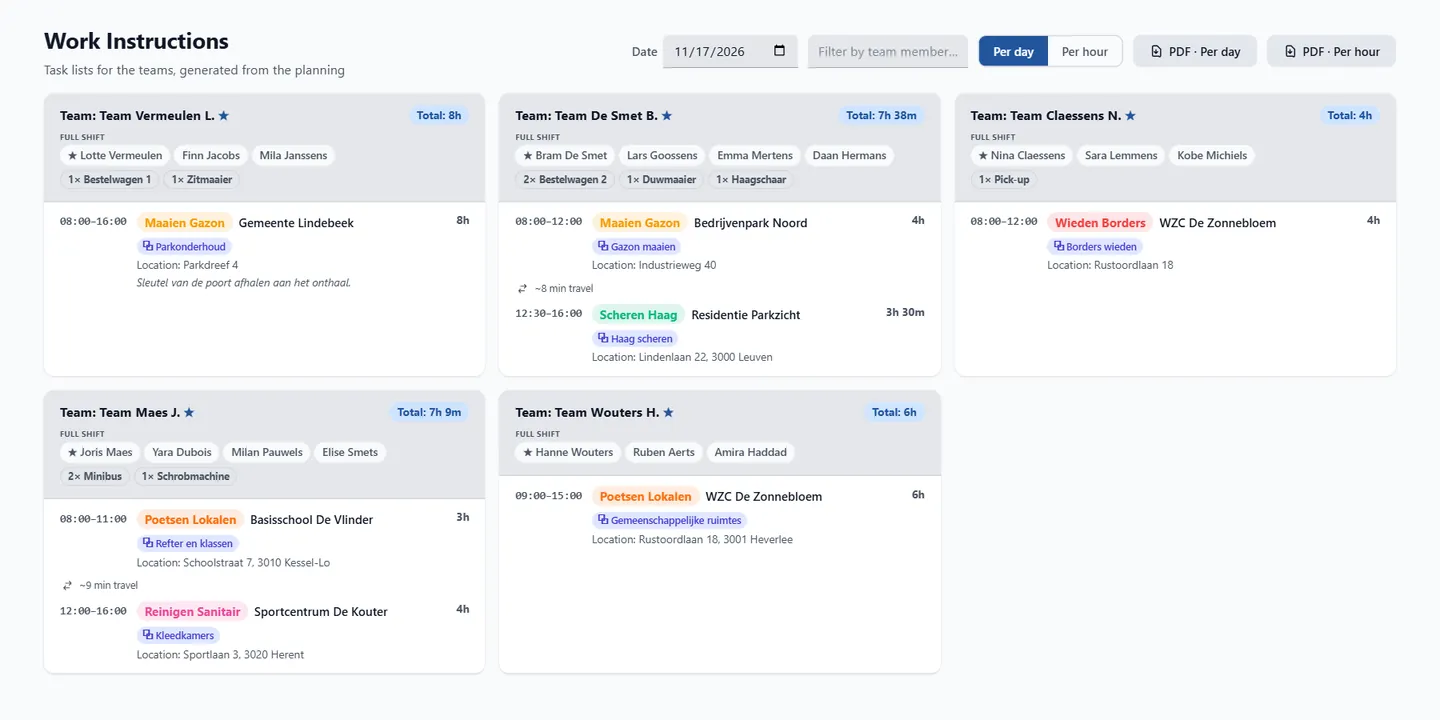 Work Instructions
Task lists for the teams, generated from the planning
Date 11/17/2026 Filter by team member... Per day Per hour PDF · Per day PDF · Per hour
Team: Team Vermeulen L. ★ Total: 8h
FULL SHIFT
★ Lotte Vermeulen Finn Jacobs Mila Janssens
1× Bestelwagen 1 1× Zitmaaier
08:00–16:00 Maaien Gazon Gemeente Lindebeek 8h
Parkonderhoud
Location: Parkdreef 4
Sleutel van de poort afhalen aan het onthaal.
Team: Team De Smet B. ★ Total: 7h 38m
FULL SHIFT
★ Bram De Smet Lars Goossens Emma Mertens Daan Hermans
2× Bestelwagen 2 1× Duwmaaier 1× Haagschaar
08:00–12:00 Maaien Gazon Bedrijvenpark Noord 4h
Gazon maaien
Location: Industrieweg 40
~8 min travel
12:30–16:00 Scheren Haag Residentie Parkzicht 3h 30m
Haag scheren
Location: Lindenlaan 22, 3000 Leuven
Team: Team Claessens N. ★ Total: 4h
FULL SHIFT
★ Nina Claessens Sara Lemmens Kobe Michiels
1× Pick-up
08:00–12:00 Wieden Borders WZC De Zonnebloem 4h
Borders wieden
Location: Rustoordlaan 18
Team: Team Maes J. ★ Total: 7h 9m
FULL SHIFT
★ Joris Maes Yara Dubois Milan Pauwels Elise Smets
2× Minibus 1× Schrobmachine
08:00–11:00 Poetsen Lokalen Basisschool De Vlinder 3h
Refter en klassen
Location: Schoolstraat 7, 3010 Kessel-Lo
~9 min travel
12:00–16:00 Reinigen Sanitair Sportcentrum De Kouter 4h
Kleedkamers
Location: Sportlaan 3, 3020 Herent
Team: Team Wouters H. ★ Total: 6h
FULL SHIFT
★ Hanne Wouters Ruben Aerts Amira Haddad
09:00–15:00 Poetsen Lokalen WZC De Zonnebloem 6h
Gemeenschappelijke ruimtes
Location: Rustoordlaan 18, 3001 Heverlee